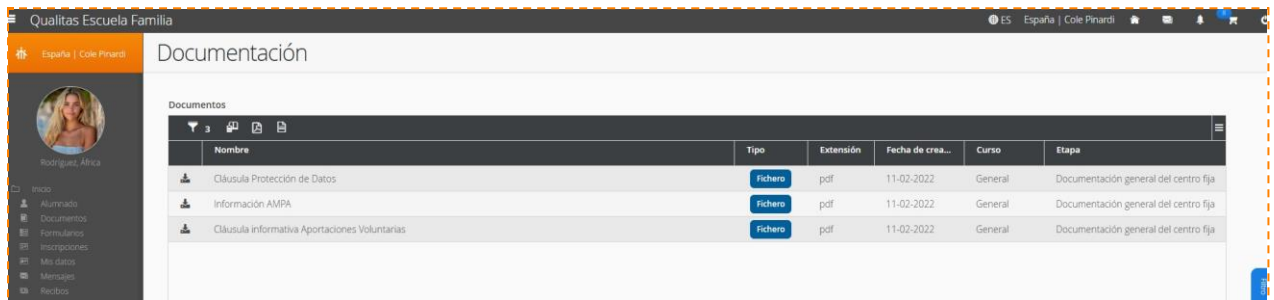 Qualitas Escuela Familia
ES España | Cole Pinardi
España | Cole Pinardi
Documentación
Rodríguez, África
Inicio
Alumnado
Documentos
Formularios
Inscripciones
Mis datos
Mensajes
Recibos
Documentos
3
Nombre Tipo Extensión Fecha de crea... Curso Etapa
Cláusula Protección de Datos Fichero pdf 11-02-2022 General Documentación general del centro fija
Información AMPA Fichero pdf 11-02-2022 General Documentación general del centro fija
Cláusula informativa Aportaciones Voluntarias Fichero pdf 11-02-2022 General Documentación general del centro fija